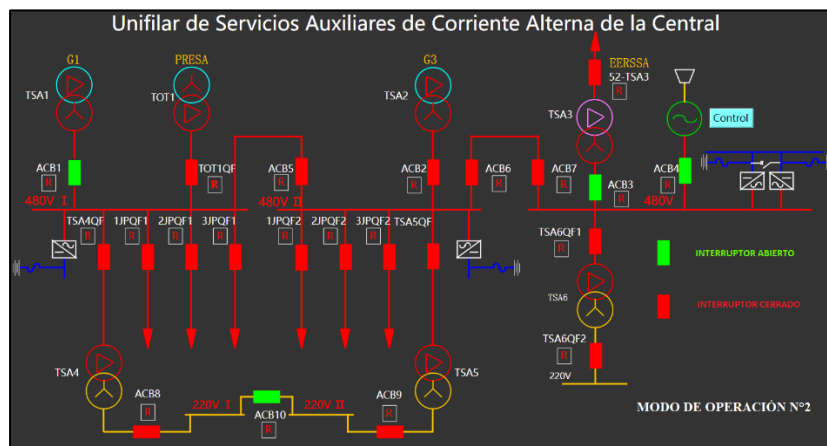 Unifilar de Servicios Auxiliares de Corriente Alterna de la Central
G1
PRESA
G3
EERSSA
52-TSA3
R
TSA1
TOT1
TSA2
TSA3
Control
ACB1
R
TOT1QF
R
ACB5
R
ACB2
R
ACB6
R
ACB7
R
ACB3
R
ACB4
R
480V I
480V II
480V
TSA4QF
R
1JPQF1
R
2JPQF1
R
3JPQF1
R
1JPQF2
R
2JPQF2
R
3JPQF2
R
TSA5QF
R
TSA6QF1
R
INTERRUPTOR ABIERTO
TSA6
INTERRUPTOR CERRADO
TSA6QF2
R
220V
TSA4
TSA5
ACB8
R
220V I
ACB10
R
220V II
ACB9
R
MODO DE OPERACIÓN N°2